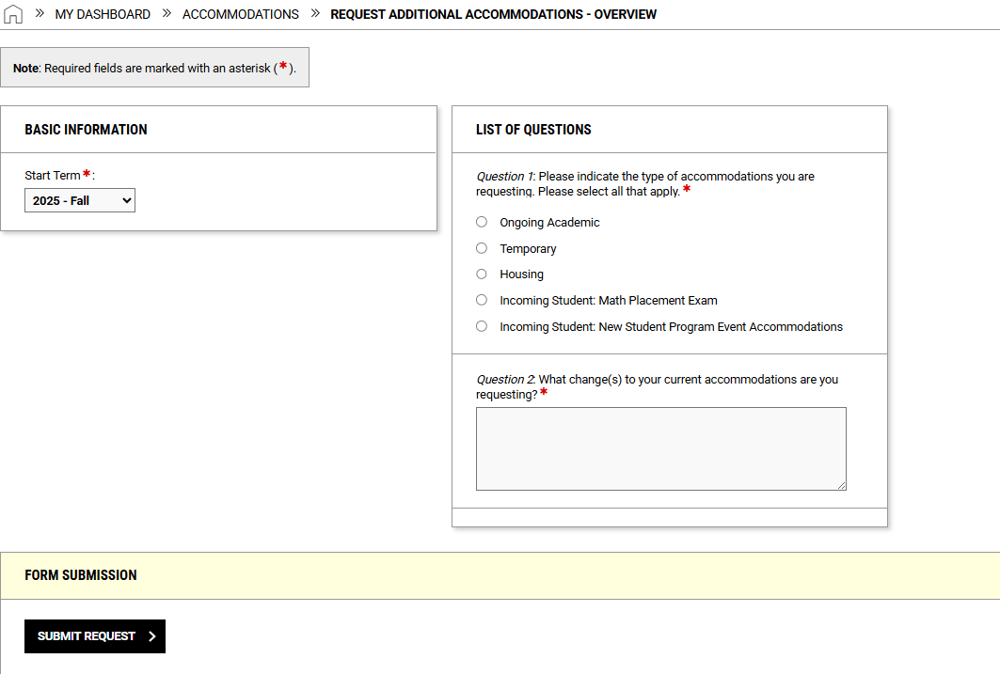 MY DASHBOARD » ACCOMMODATIONS » REQUEST ADDITIONAL ACCOMMODATIONS - OVERVIEW
Note: Required fields are marked with an asterisk (*).
BASIC INFORMATION
Start Term*:
2025 - Fall
LIST OF QUESTIONS
Question 1: Please indicate the type of accommodations you are
requesting. Please select all that apply. *
Ongoing Academic
Temporary
Housing
Incoming Student: Math Placement Exam
Incoming Student: New Student Program Event Accommodations
Question 2: What change(s) to your current accommodations are you
requesting? *
FORM SUBMISSION
SUBMIT REQUEST